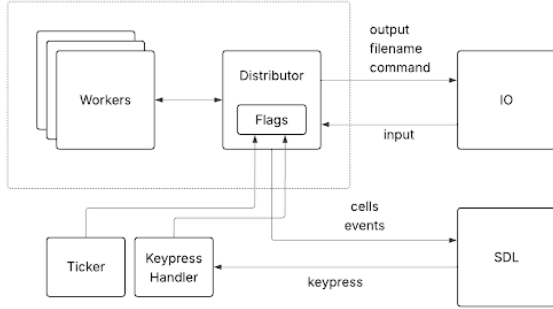 output
filename
command
Workers
Distributor
Flags
IO
input
cells
events
Ticker
Keypress
Handler
SDL
keypress